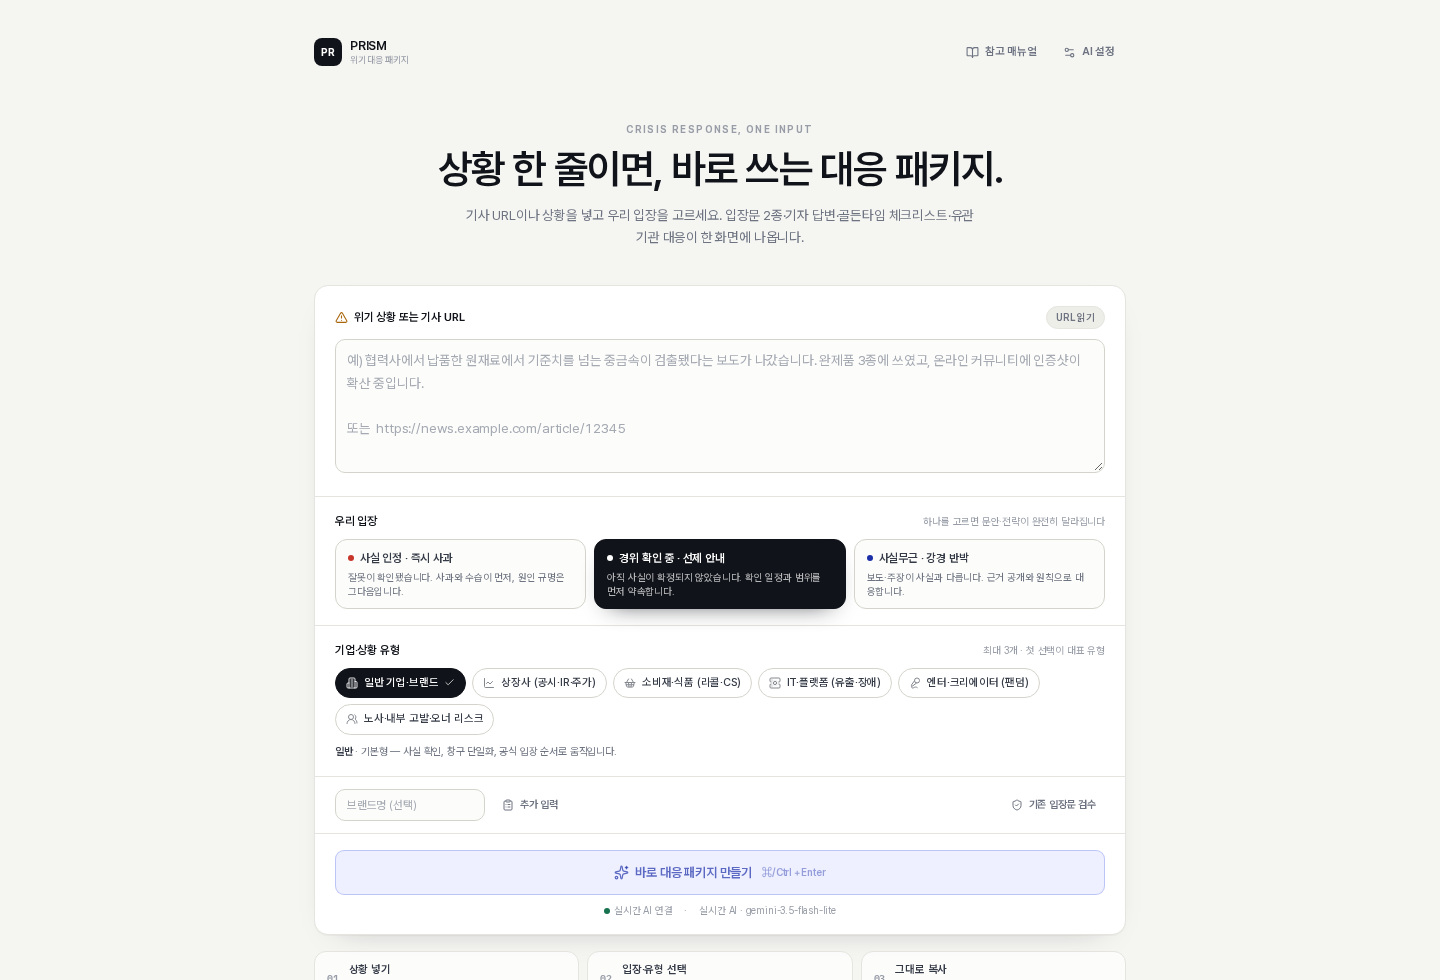 PR
PRISM
위기 대응 패키지
참고 매뉴얼
AI 설정
CRISIS RESPONSE, ONE INPUT
상황 한 줄이면, 바로 쓰는 대응 패키지.
기사 URL이나 상황을 넣고 우리 입장을 고르세요. 입장문 2종·기자 답변·골든타임 체크리스트·유관
기관 대응이 한 화면에 나옵니다.
위기 상황 또는 기사 URL
URL 읽기
예) 협력사에서 납품한 원재료에서 기준치를 넘는 중금속이 검출됐다는 보도가 나갔습니다. 완제품 3종에 쓰였고, 온라인 커뮤니티에 인증샷이
확산 중입니다.
또는 https://news.example.com/article/12345
우리 입장
하나를 고르면 문안·전략이 완전히 달라집니다
사실 인정 · 즉시 사과
잘못이 확인됐습니다. 사과와 수습이 먼저, 원인 규명은
그다음입니다.
경위 확인 중 · 선제 안내
아직 사실이 확정되지 않았습니다. 확인 일정과 범위를
먼저 약속합니다.
사실무근 · 강경 반박
보도·주장이 사실과 다릅니다. 근거 공개와 원칙으로 대
응합니다.
기업·상황 유형
최대 3개 · 첫 선택이 대표 유형
일반 기업·브랜드
상장사 (공시·IR·주가)
소비재·식품 (리콜·CS)
IT·플랫폼 (유출·장애)
엔터·크리에이터 (팬덤)
노사·내부 고발·오너 리스크
일반 · 기본형 — 사실 확인, 창구 단일화, 공식 입장 순서로 움직입니다.
브랜드명 (선택)
추가 입력
기존 입장문 검수
바로 대응 패키지 만들기 ⌘/Ctrl + Enter
실시간 AI 연결 · 실시간 AI · gemini-3.5-flash-lite
01 상황 넣기
02 입장·유형 선택
03 그대로 복사